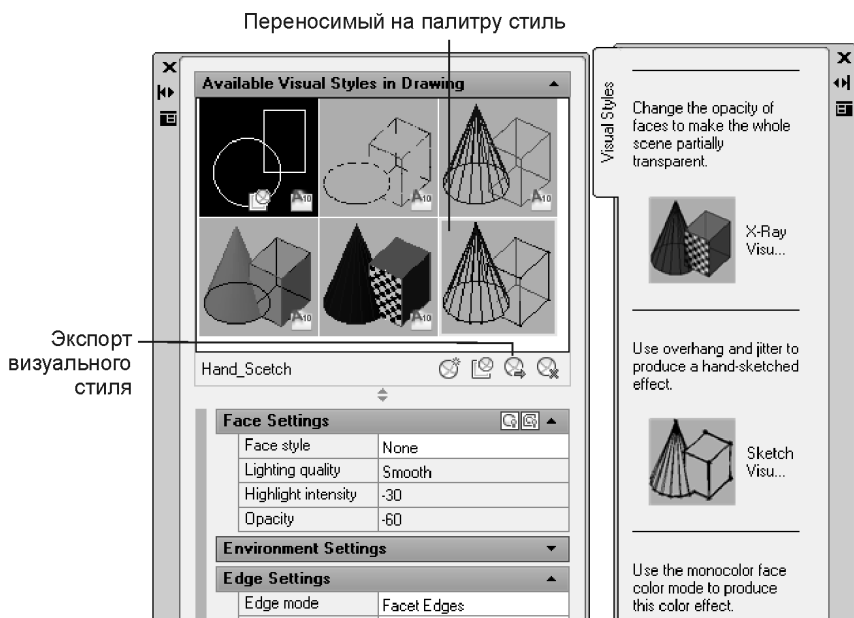 Переносимый на палитру стиль
Available Visual Styles in Drawing
Экспорт
визуального
стиля
Hand_Scetch
Face Settings
Face style None
Lighting quality Smooth
Highlight intensity -30
Opacity -60
Environment Settings
Edge Settings
Edge mode Facet Edges
Visual Styles
Change the opacity of
faces to make the whole
scene partially
transparent.
X-Ray
Visu...
Use overhang and jitter to
produce a hand-sketched
effect.
Sketch
Visu...
Use the monocolor face
color mode to produce
this color effect.